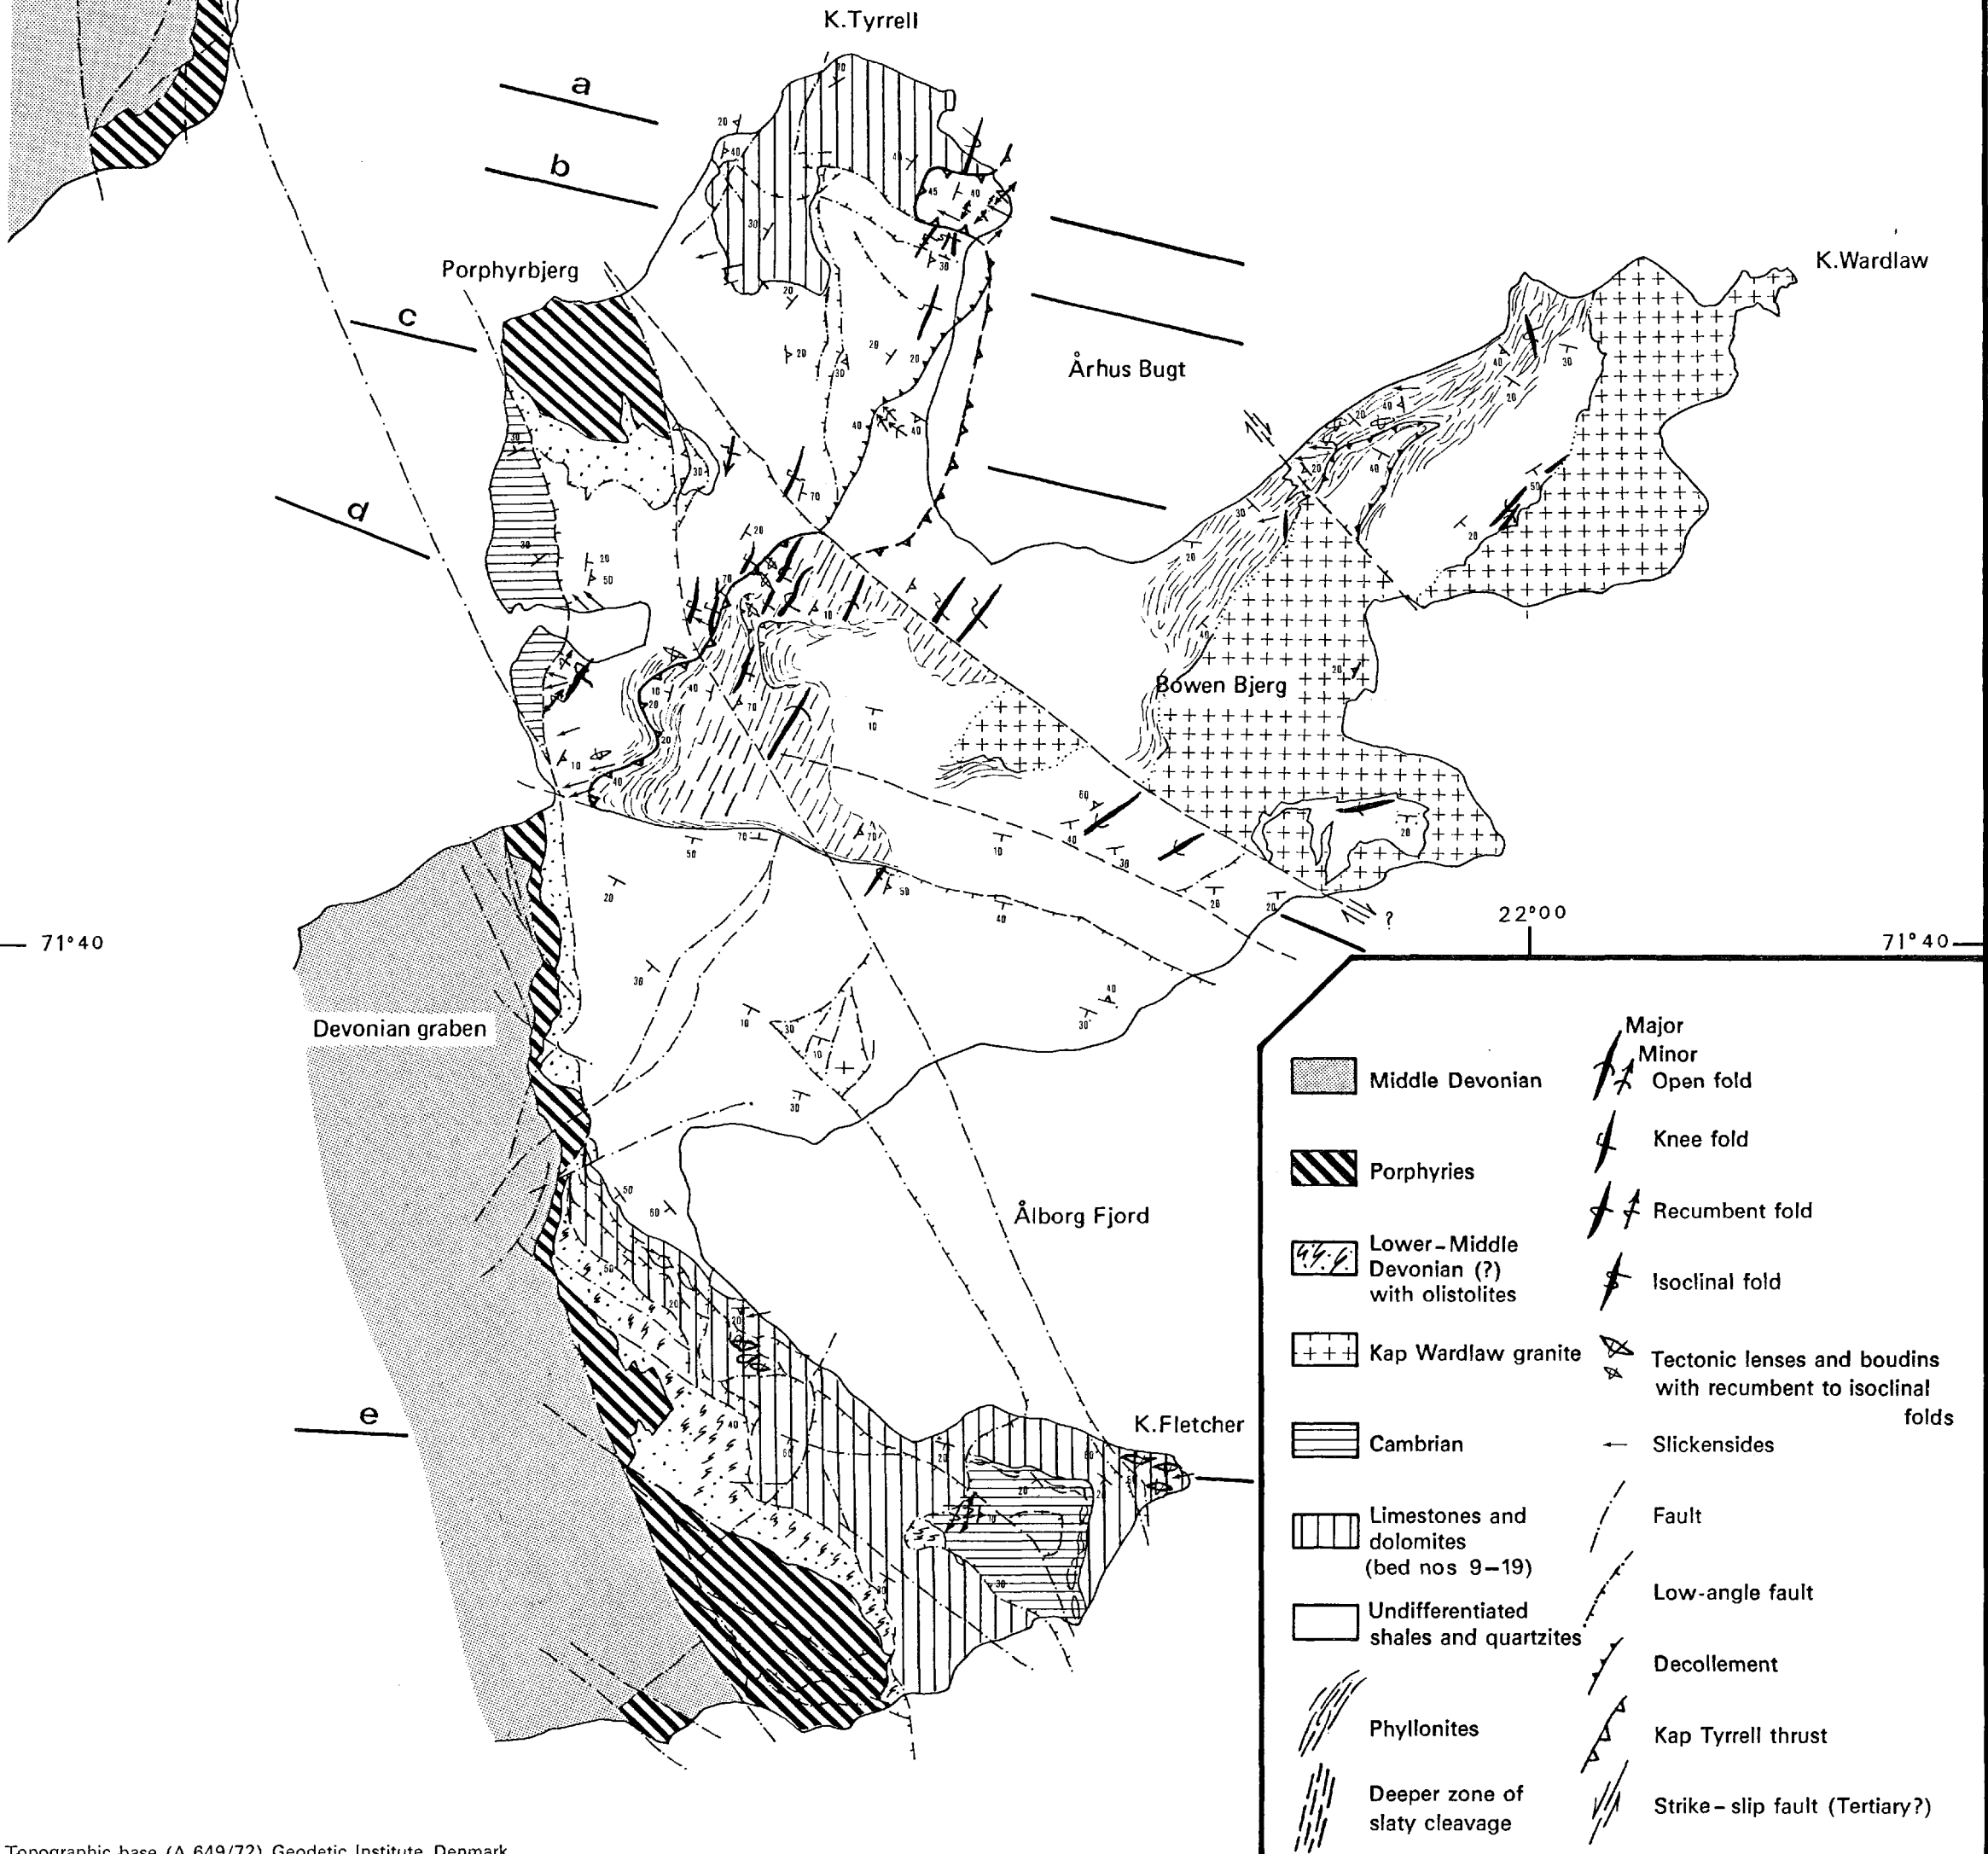 K.Tyrrell
a
b
Porphyrbjerg
K.Wardlaw
c
Århus Bugt
d
Bowen Bjerg
22°00
71°40
71°40
Devonian graben
Ålborg Fjord
e
K.Fletcher
?
Middle Devonian
Porphyries
Lower–Middle
Devonian (?)
with olistolites
Kap Wardlaw granite
Cambrian
Limestones and
dolomites
(bed nos 9–19)
Undifferentiated
shales and quartzites
Phyllonites
Deeper zone of
slaty cleavage
Major
Minor
Open fold
Knee fold
Recumbent fold
Isoclinal fold
Tectonic lenses and boudins
with recumbent to isoclinal
folds
Slickensides
Fault
Low-angle fault
Decollement
Kap Tyrrell thrust
Strike–slip fault (Tertiary?)
Topographic base (A 649/72) Geodetic Institute, Denmark